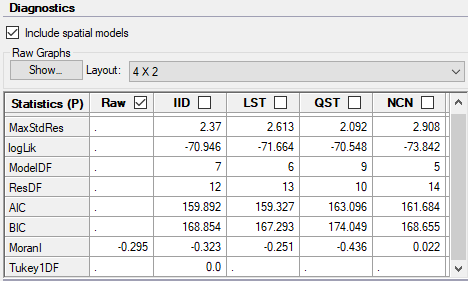 Diagnostics
Include spatial models
Raw Graphs
Show... Layout: 4 X 2
Statistics (P) Raw IID LST QST NCN
MaxStdRes . 2.37 2.613 2.092 2.908
logLik . -70.946 -71.664 -70.548 -73.842
ModelDF . 7 6 9 5
ResDF . 12 13 10 14
AIC . 159.892 159.327 163.096 161.684
BIC . 168.854 167.293 174.049 168.655
MoranI -0.295 -0.323 -0.251 -0.436 0.022
Tukey1DF . 0.0 . . .